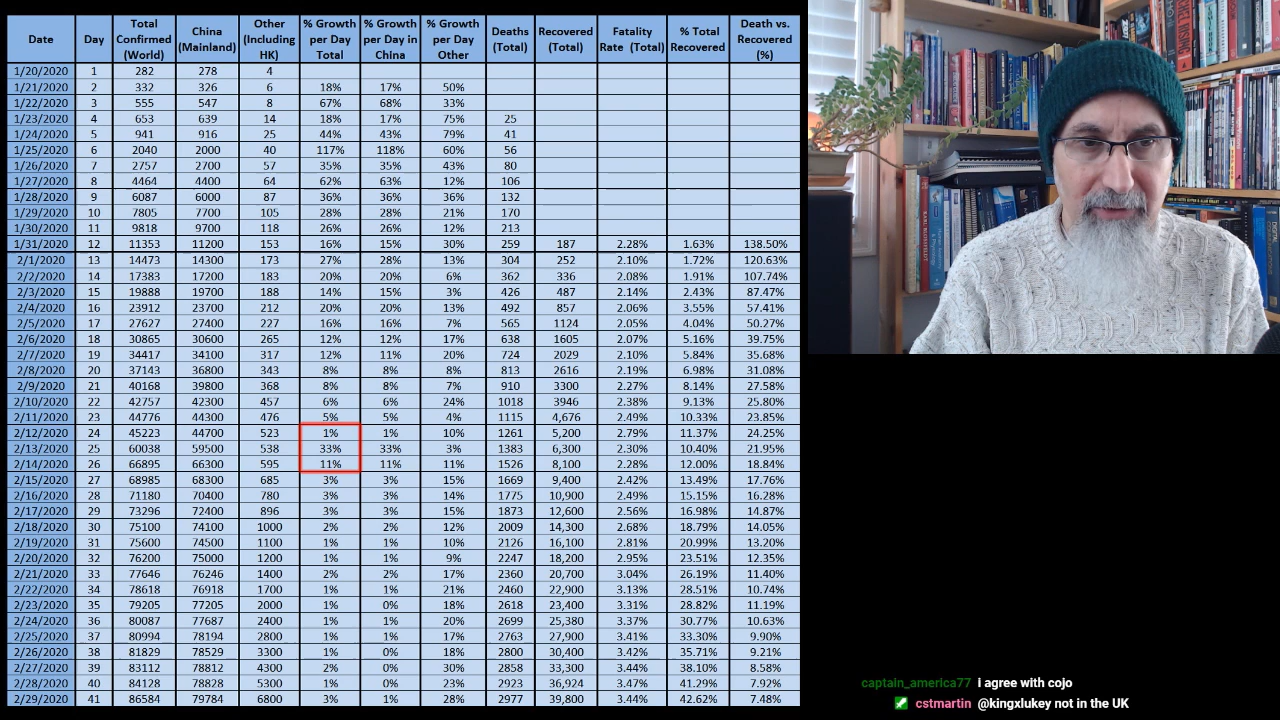 Date Day Total Confirmed (World) China (Mainland) Other (Including HK) % Growth per Day Total % Growth per Day in China % Growth per Day Other Deaths (Total) Recovered (Total) Fatality Rate (Total) % Total Recovered Death vs. Recovered (%)
1/20/2020 1 282 278 4
1/21/2020 2 332 326 6 18% 17% 50%
1/22/2020 3 555 547 8 67% 68% 33%
1/23/2020 4 653 639 14 18% 17% 75% 25
1/24/2020 5 941 916 25 44% 43% 79% 41
1/25/2020 6 2040 2000 40 117% 118% 60% 56
1/26/2020 7 2757 2700 57 35% 35% 43% 80
1/27/2020 8 4464 4400 64 62% 63% 12% 106
1/28/2020 9 6087 6000 87 36% 36% 36% 132
1/29/2020 10 7805 7700 105 28% 28% 21% 170
1/30/2020 11 9818 9700 118 26% 26% 12% 213
1/31/2020 12 11353 11200 153 16% 15% 30% 259 187 2.28% 1.63% 138.50%
2/1/2020 13 14473 14300 173 27% 28% 13% 304 252 2.10% 1.72% 120.63%
2/2/2020 14 17383 17200 183 20% 20% 6% 362 336 2.08% 1.91% 107.74%
2/3/2020 15 19888 19700 188 14% 15% 3% 426 487 2.14% 2.43% 87.47%
2/4/2020 16 23912 23700 212 20% 20% 13% 492 857 2.06% 3.55% 57.41%
2/5/2020 17 27627 27400 227 16% 16% 7% 565 1124 2.05% 4.04% 50.27%
2/6/2020 18 30865 30600 265 12% 12% 17% 638 1605 2.07% 5.16% 39.75%
2/7/2020 19 34417 34100 317 12% 11% 20% 724 2029 2.10% 5.84% 35.68%
2/8/2020 20 37143 36800 343 8% 8% 8% 813 2616 2.19% 6.98% 31.08%
2/9/2020 21 40168 39800 368 8% 8% 7% 910 3300 2.27% 8.14% 27.58%
2/10/2020 22 42757 42300 457 6% 6% 24% 1018 3946 2.38% 9.13% 25.80%
2/11/2020 23 44776 44300 476 5% 5% 4% 1115 4,676 2.49% 10.33% 23.85%
2/12/2020 24 45223 44700 523 1% 1% 10% 1261 5,200 2.79% 11.37% 24.25%
2/13/2020 25 60038 59500 538 33% 33% 3% 1383 6,300 2.30% 10.40% 21.95%
2/14/2020 26 66895 66300 595 11% 11% 11% 1526 8,100 2.28% 12.00% 18.84%
2/15/2020 27 68985 68300 685 3% 3% 15% 1669 9,400 2.42% 13.49% 17.76%
2/16/2020 28 71180 70400 780 3% 3% 14% 1775 10,900 2.49% 15.15% 16.28%
2/17/2020 29 73296 72400 896 3% 3% 15% 1873 12,600 2.56% 16.98% 14.87%
2/18/2020 30 75100 74100 1000 2% 2% 12% 2009 14,300 2.68% 18.79% 14.05%
2/19/2020 31 75600 74500 1100 1% 1% 10% 2126 16,100 2.81% 20.99% 13.20%
2/20/2020 32 76200 75000 1200 1% 1% 9% 2247 18,200 2.95% 23.51% 12.35%
2/21/2020 33 77646 76246 1400 2% 2% 17% 2360 20,700 3.04% 26.19% 11.40%
2/22/2020 34 78618 76918 1700 1% 1% 21% 2460 22,900 3.13% 28.51% 10.74%
2/23/2020 35 79205 77205 2000 1% 0% 18% 2618 23,400 3.31% 28.82% 11.19%
2/24/2020 36 80087 77687 2400 1% 1% 20% 2699 25,380 3.37% 30.77% 10.63%
2/25/2020 37 80994 78194 2800 1% 1% 17% 2763 27,900 3.41% 33.30% 9.90%
2/26/2020 38 81829 78529 3300 1% 0% 18% 2800 30,400 3.42% 35.71% 9.21%
2/27/2020 39 83112 78812 4300 2% 0% 30% 2858 33,300 3.44% 38.10% 8.58%
2/28/2020 40 84128 78828 5300 1% 0% 23% 2923 36,924 3.47% 41.29% 7.92%
2/29/2020 41 86584 79784 6800 3% 1% 28% 2977 39,800 3.44% 42.62% 7.48%
captain_america77 i agree with cojo
cstmartin @kingxlukey not in the UK